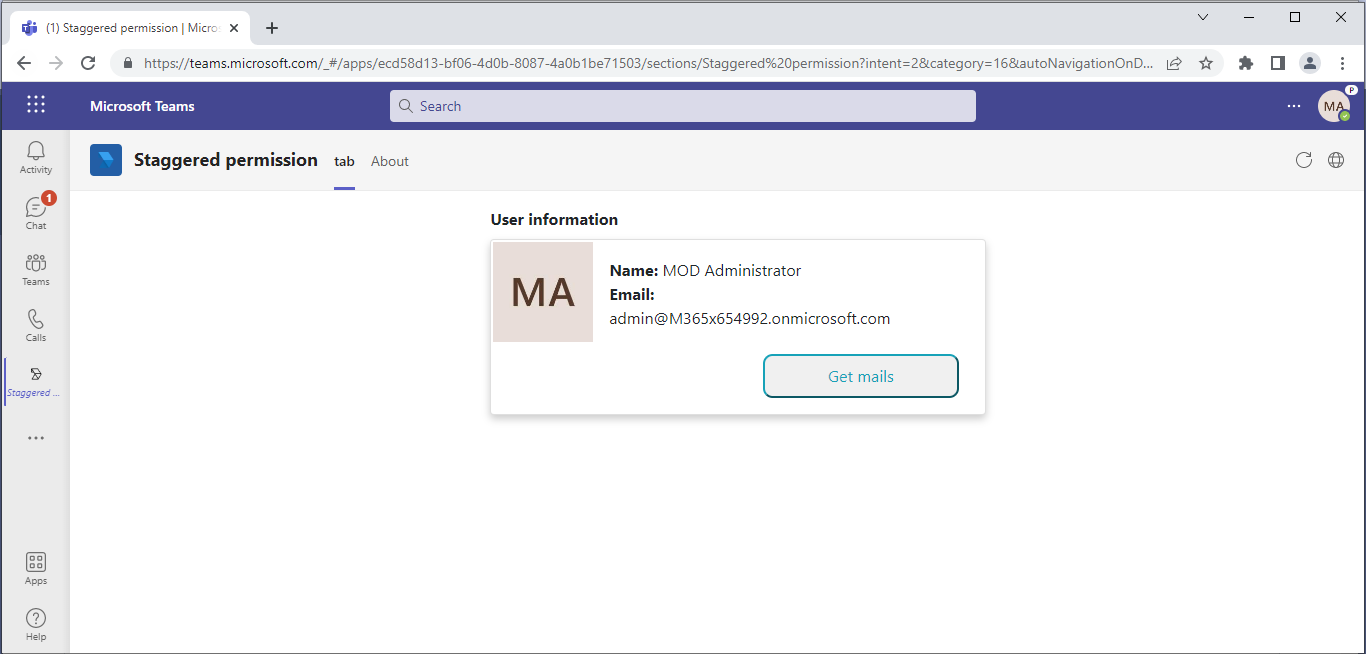 (1) Staggered permission | Micros
https://teams.microsoft.com/_#/apps/ecd58d13-bf06-4d0b-8087-4a0b1be71503/sections/Staggered%20permission?intent=2&category=16&autoNavigationOnD...
Microsoft Teams
Search
MA
P
Activity
Staggered permission
tab
About
1
Chat
Teams
Calls
Staggered ...
Apps
Help
User information
MA
Name: MOD Administrator
Email:
admin@M365x654992.onmicrosoft.com
Get mails